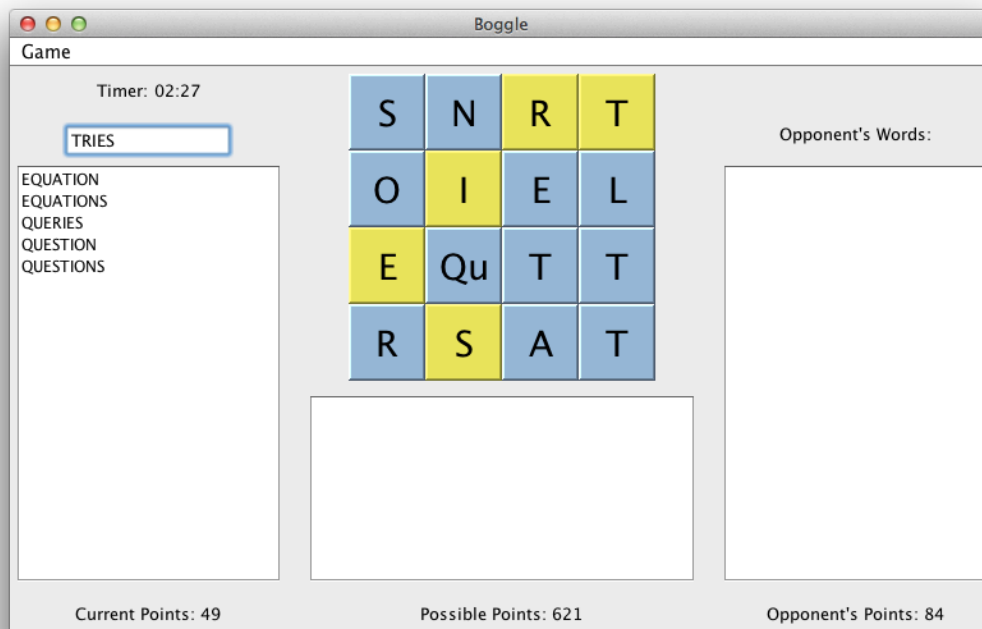 Boggle
Game
Timer: 02:27
TRIES
EQUATION
EQUATIONS
QUERIES
QUESTION
QUESTIONS
Current Points: 49
S N R T
O I E L
E Qu T T
R S A T
Possible Points: 621
Opponent's Words:
Opponent's Points: 84